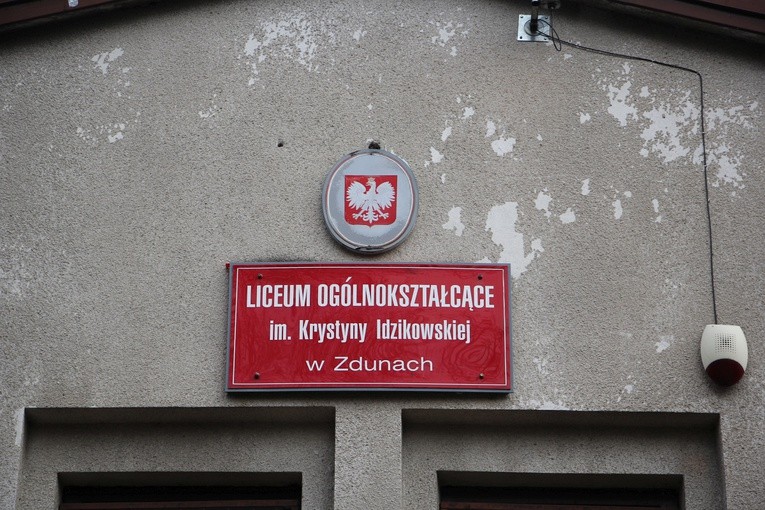 LICEUM OGÓLNOKSZTAŁCĄCE
im. Krystyny Idzikowskiej
w Zdunach